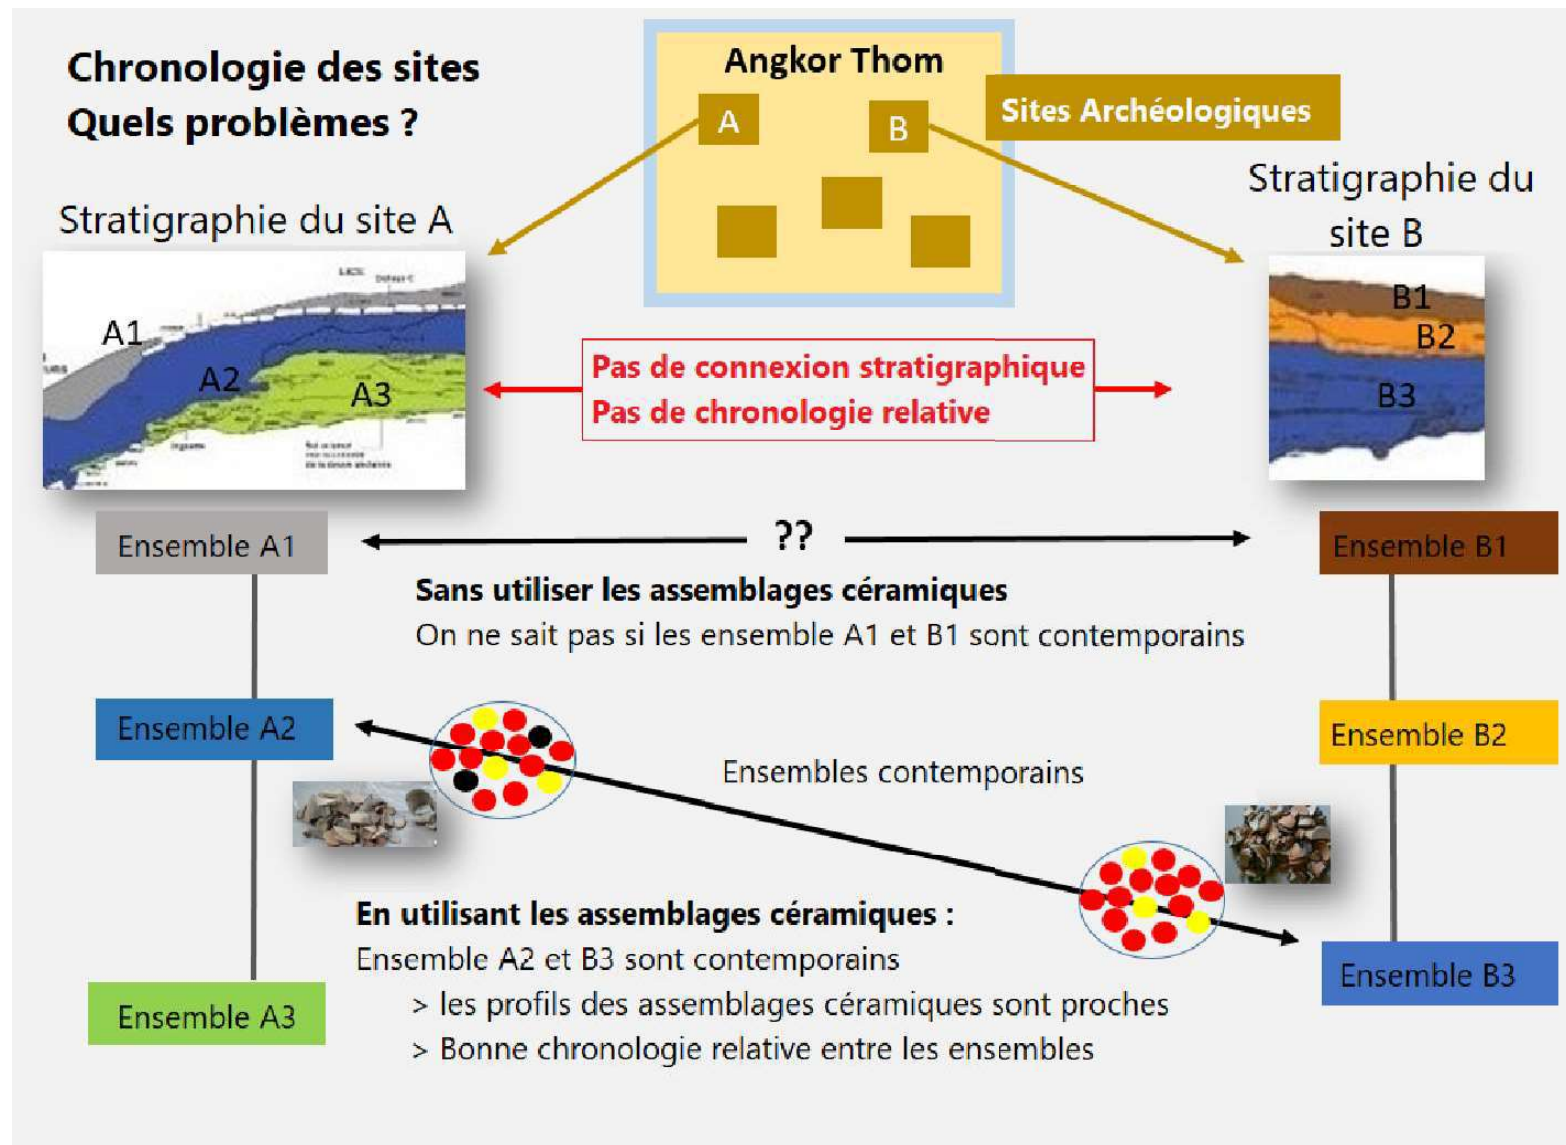 Chronologie des sites
Quels problèmes ?
Angkor Thom
A
B
Sites Archéologiques
Stratigraphie du site A
Stratigraphie du
site B
A1
A2
A3
B1
B2
B3
Pas de connexion stratigraphique
Pas de chronologie relative
Ensemble A1
??
Ensemble B1
Sans utiliser les assemblages céramiques
On ne sait pas si les ensemble A1 et B1 sont contemporains
Ensemble A2
Ensembles contemporains
Ensemble B2
En utilisant les assemblages céramiques :
Ensemble A2 et B3 sont contemporains
> les profils des assemblages céramiques sont proches
> Bonne chronologie relative entre les ensembles
Ensemble A3
Ensemble B3